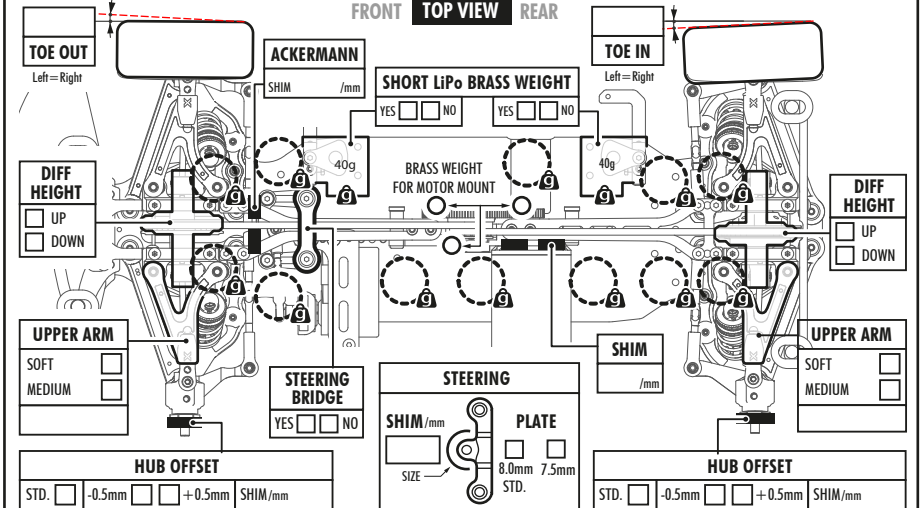 FRONT TOP VIEW REAR
TOE OUT
Left=Right
ACKERMANN
SHIM /mm
SHORT LiPo BRASS WEIGHT
YES NO YES NO
TOE IN
Left=Right
40g
40g
BRASS WEIGHT
FOR MOTOR MOUNT
g
g
g
g
g
g
g
g
g
g
g
g
g
g
DIFF
HEIGHT
UP
DOWN
DIFF
HEIGHT
UP
DOWN
UPPER ARM
SOFT
MEDIUM
STEERING
BRIDGE
YES NO
STEERING
SHIM/mm
SIZE
PLATE
8.0mm 7.5mm
STD.
SHIM
/mm
UPPER ARM
SOFT
MEDIUM
HUB OFFSET
STD. -0.5mm +0.5mm SHIM/mm
HUB OFFSET
STD. -0.5mm +0.5mm SHIM/mm